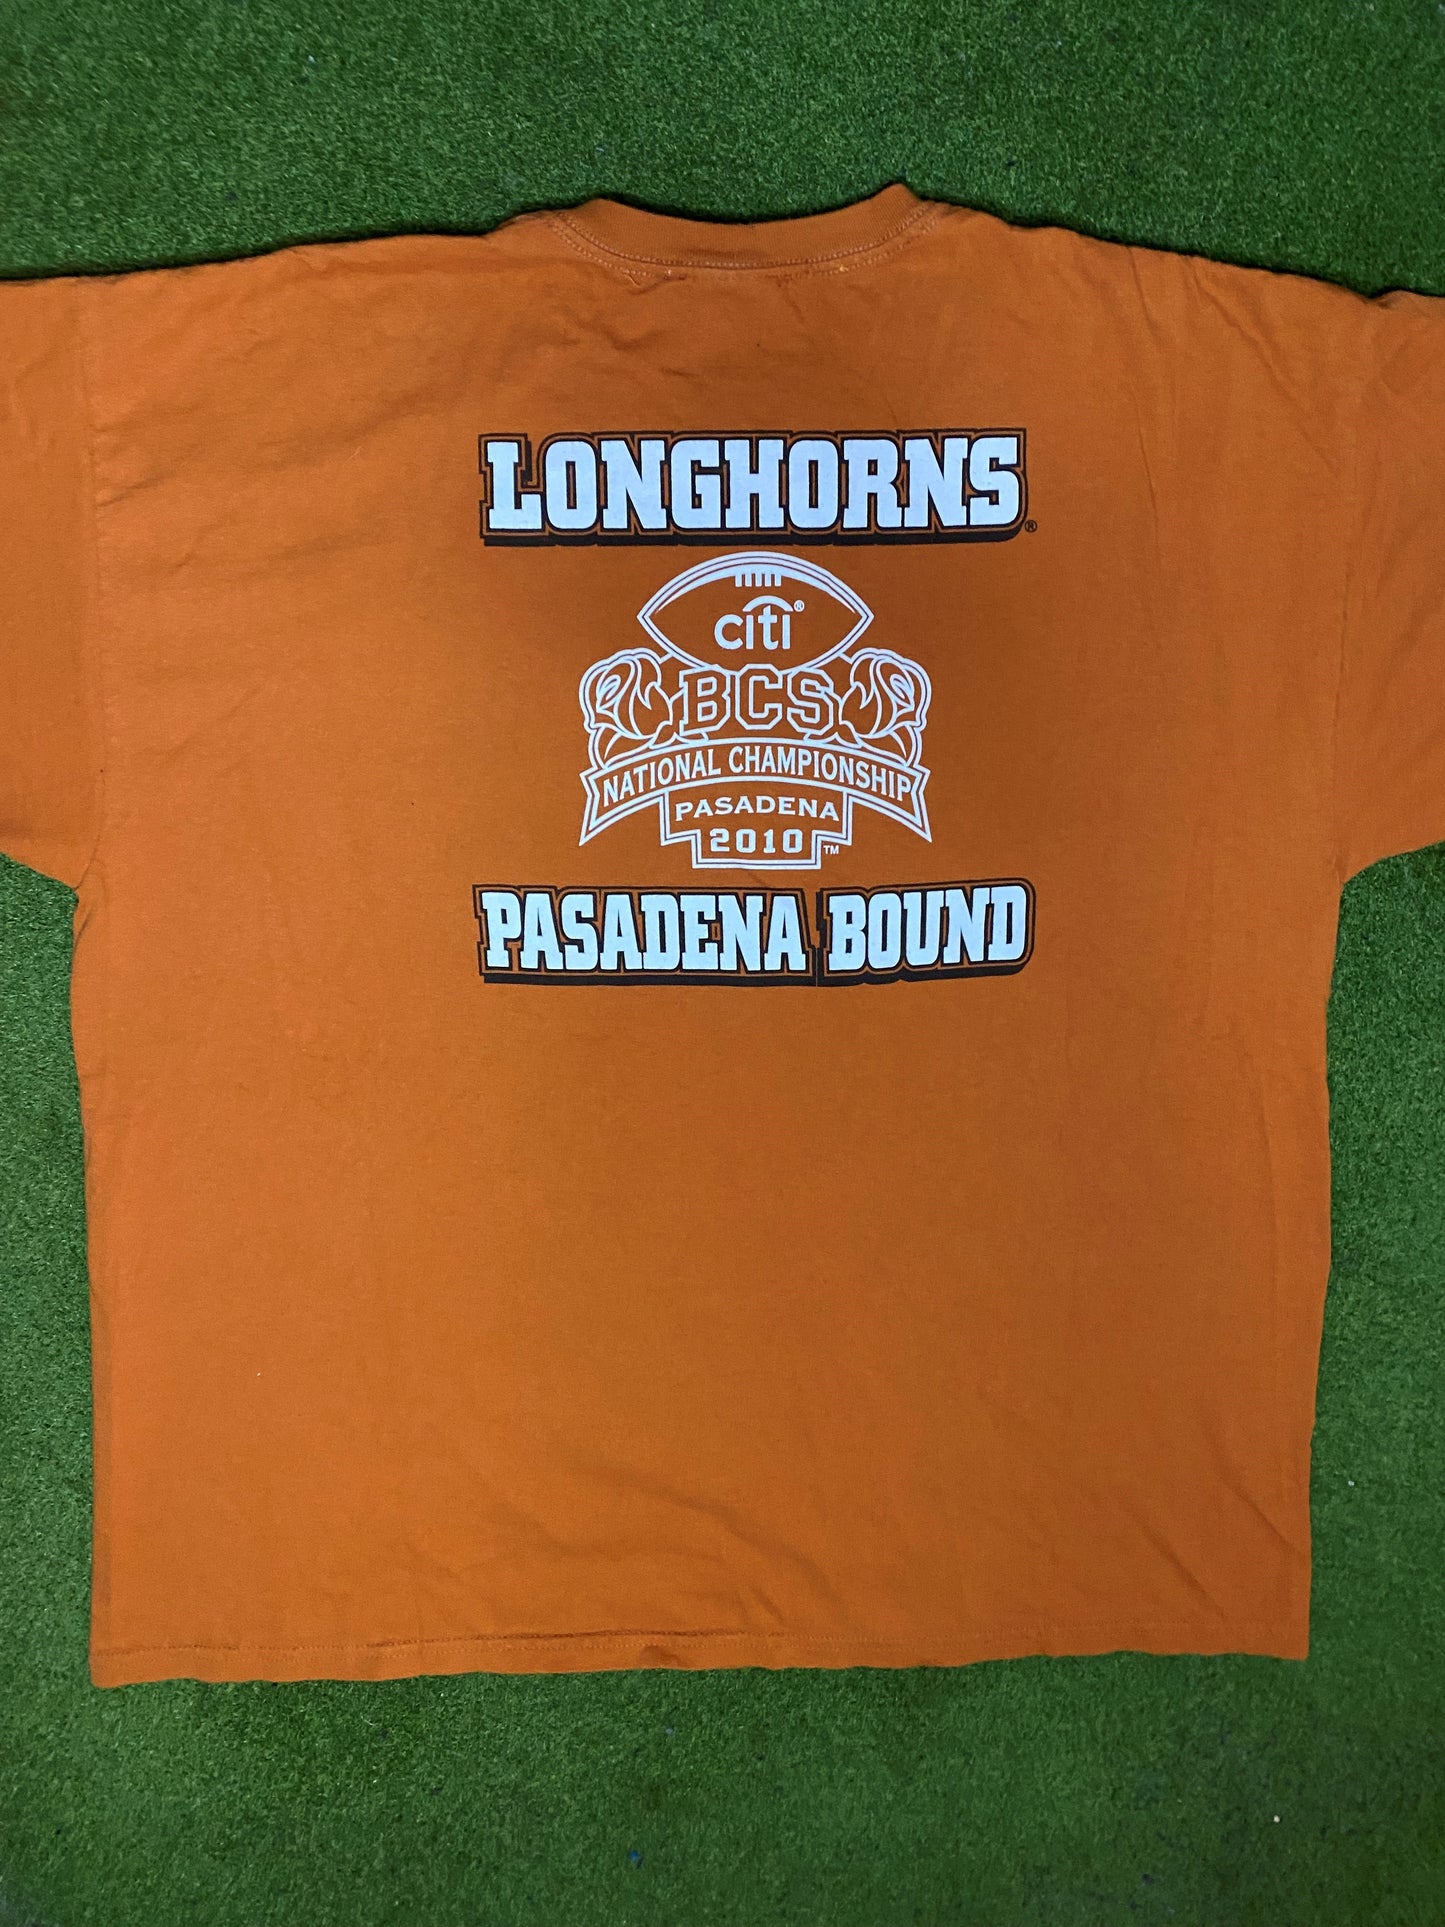 LONGHORNS®
citi®
BCS
NATIONAL CHAMPIONSHIP
PASADENA
2010™
PASADENA BOUND